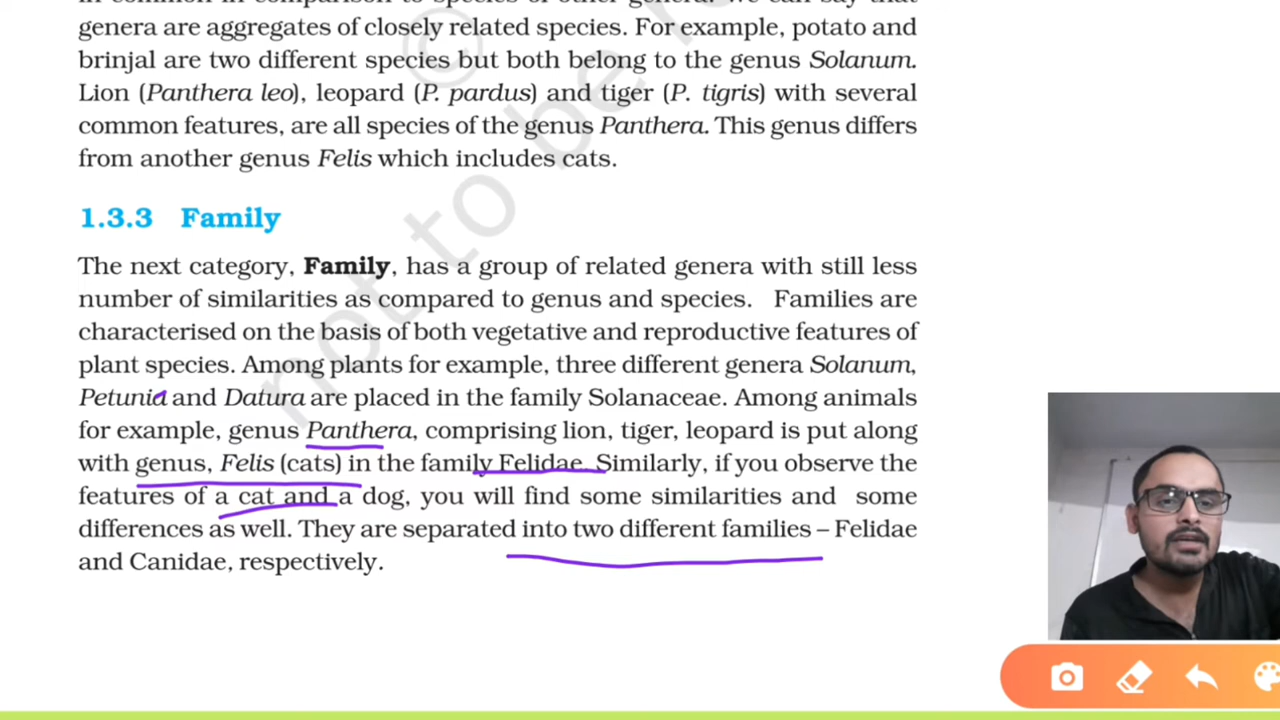 genera are aggregates of closely related species. For example, potato and
brinjal are two different species but both belong to the genus Solanum.
Lion (Panthera leo), leopard (P. pardus) and tiger (P. tigris) with several
common features, are all species of the genus Panthera. This genus differs
from another genus Felis which includes cats.
1.3.3 Family
The next category, Family, has a group of related genera with still less
number of similarities as compared to genus and species. Families are
characterised on the basis of both vegetative and reproductive features of
plant species. Among plants for example, three different genera Solanum,
Petunia and Datura are placed in the family Solanaceae. Among animals
for example, genus Panthera, comprising lion, tiger, leopard is put along
with genus, Felis (cats) in the family Felidae. Similarly, if you observe the
features of a cat and a dog, you will find some similarities and some
differences as well. They are separated into two different families – Felidae
and Canidae, respectively.
© not to be